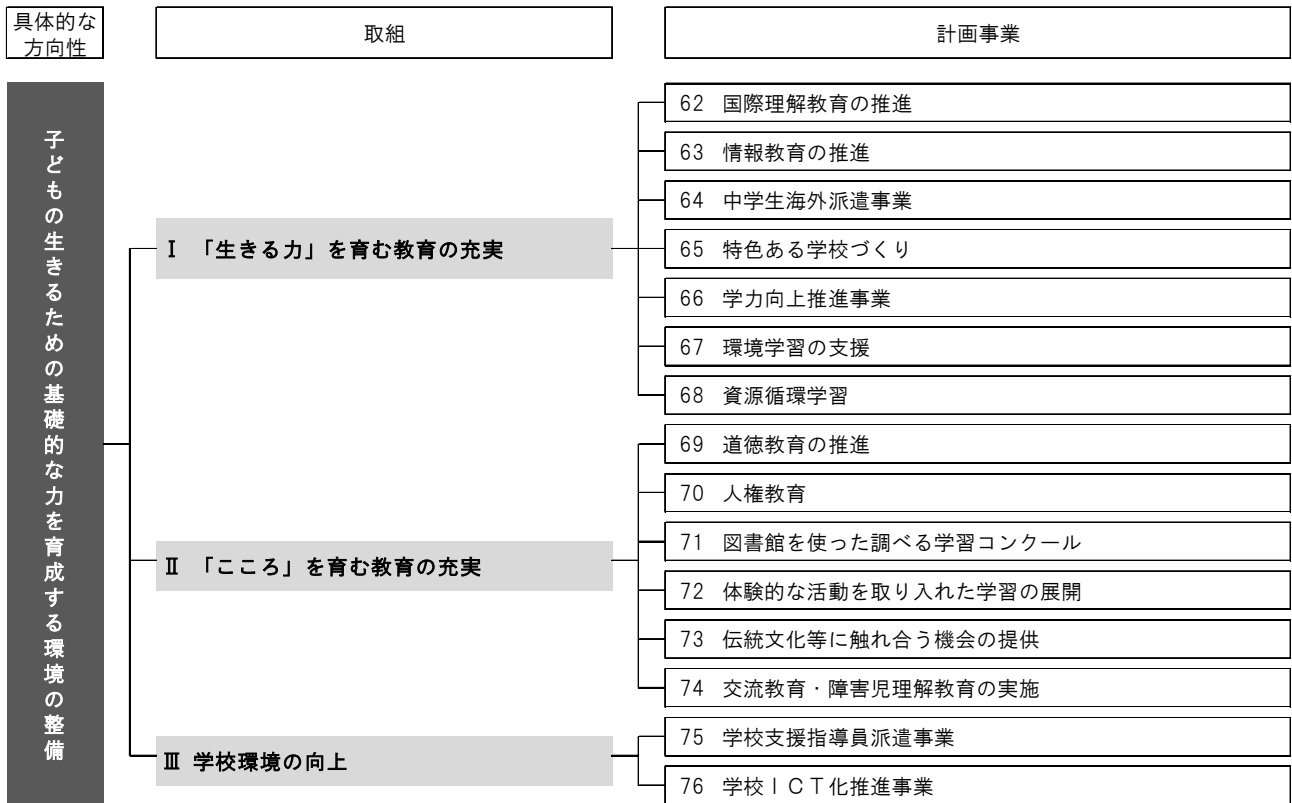 具体的な
方向性
取組
計画事業
子どもの生きるための基礎的な力を育成する環境の整備
Ⅰ 「生きる力」を育む教育の充実
62 国際理解教育の推進
63 情報教育の推進
64 中学生海外派遣事業
65 特色ある学校づくり
66 学力向上推進事業
67 環境学習の支援
68 資源循環学習
Ⅱ 「こころ」を育む教育の充実
69 道徳教育の推進
70 人権教育
71 図書館を使った調べる学習コンクール
72 体験的な活動を取り入れた学習の展開
73 伝統文化等に触れ合う機会の提供
74 交流教育・障害児理解教育の実施
Ⅲ 学校環境の向上
75 学校支援指導員派遣事業
76 学校ＩＣＴ化推進事業